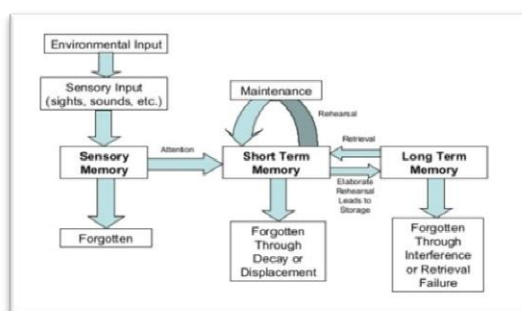 Environmental Input
Sensory Input
(sights, sounds, etc.)
Maintenance
Rehearsal
Sensory
Memory
Attention
Short Term
Memory
Retrieval
Elaborate
Rehearsal
Leads to
Storage
Long Term
Memory
Forgotten
Forgotten
Through
Decay or
Displacement
Forgotten
Through
Interference
or Retrieval
Failure